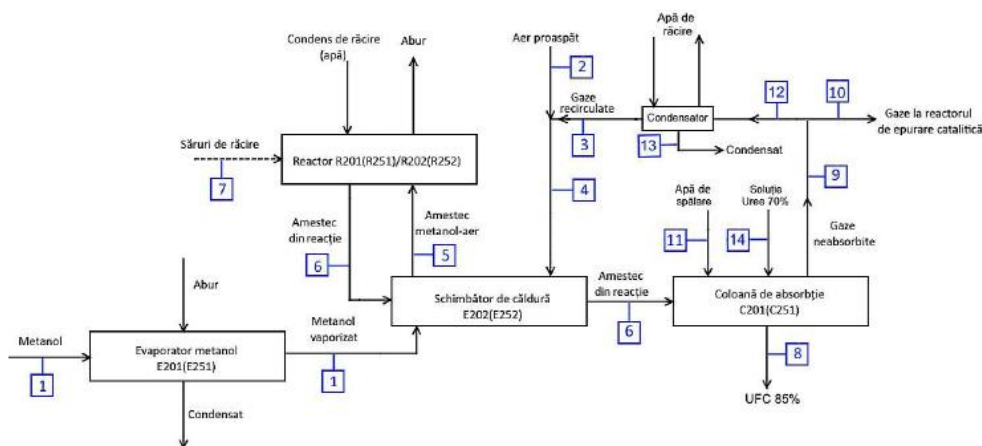 Condens de răcire
(apă)
Abur
Aer proaspăt
Apă de
răcire
2
Gaze
recirculate
Condensator
12
10
Gaze la reactorul
de epurare catalitică
3
13
Condensat
Săruri de răcire
7
Reactor R201(R251)/R202(R252)
4
9
Apă de
spălare
Soluție
Uree 70%
11
14
Gaze
neabsorbite
Amestec
din reacție
6
Amestec
metanol-aer
5
Abur
Schimbător de căldură
E202(E252)
Amestec
din reacție
6
Coloană de absorbție
C201(C251)
Metanol
1
Evaporator metanol
E201(E251)
Metanol
vaporizat
1
8
Condensat
UFC 85%